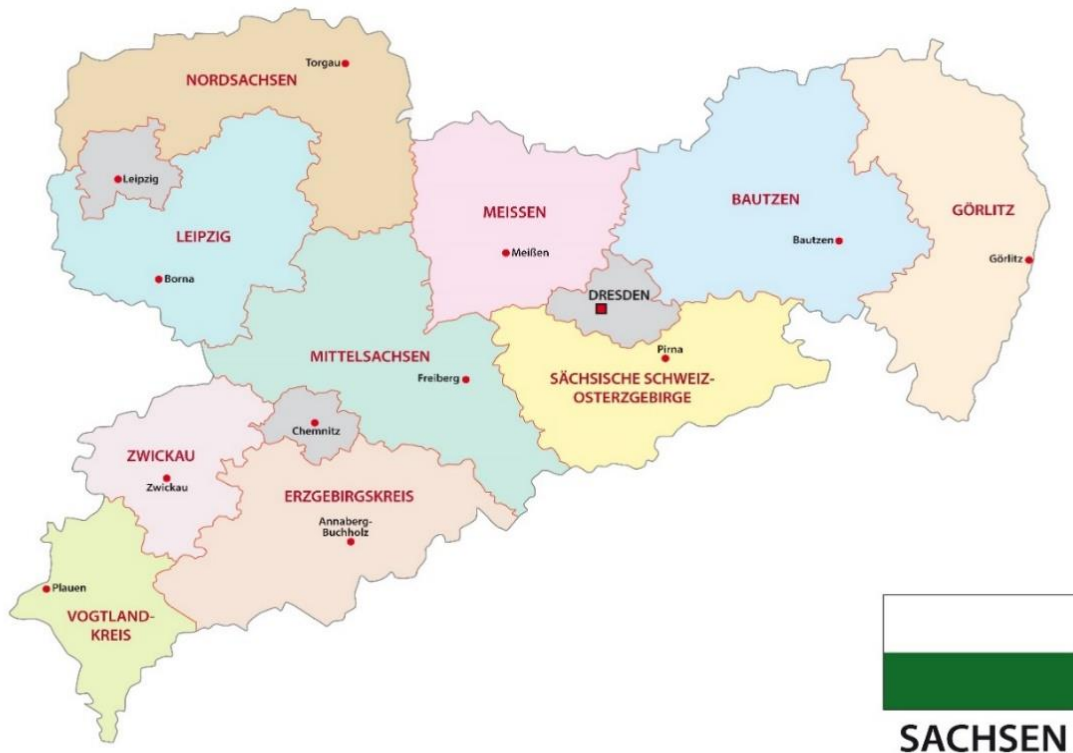 Torgau
NORDSACHSEN
Leipzig
LEIPZIG
Borna
MEISSEN
Meißen
BAUTZEN
Bautzen
GÖRLITZ
Görlitz
DRESDEN
Pirna
SÄCHSISCHE SCHWEIZ-
OSTERZGEBIRGE
MITTELSACHSEN
Freiberg
Chemnitz
ZWICKAU
Zwickau
ERZGEBIRGSKREIS
Annaberg-
Buchholz
Plauen
VOGTLAND-
KREIS
SACHSEN